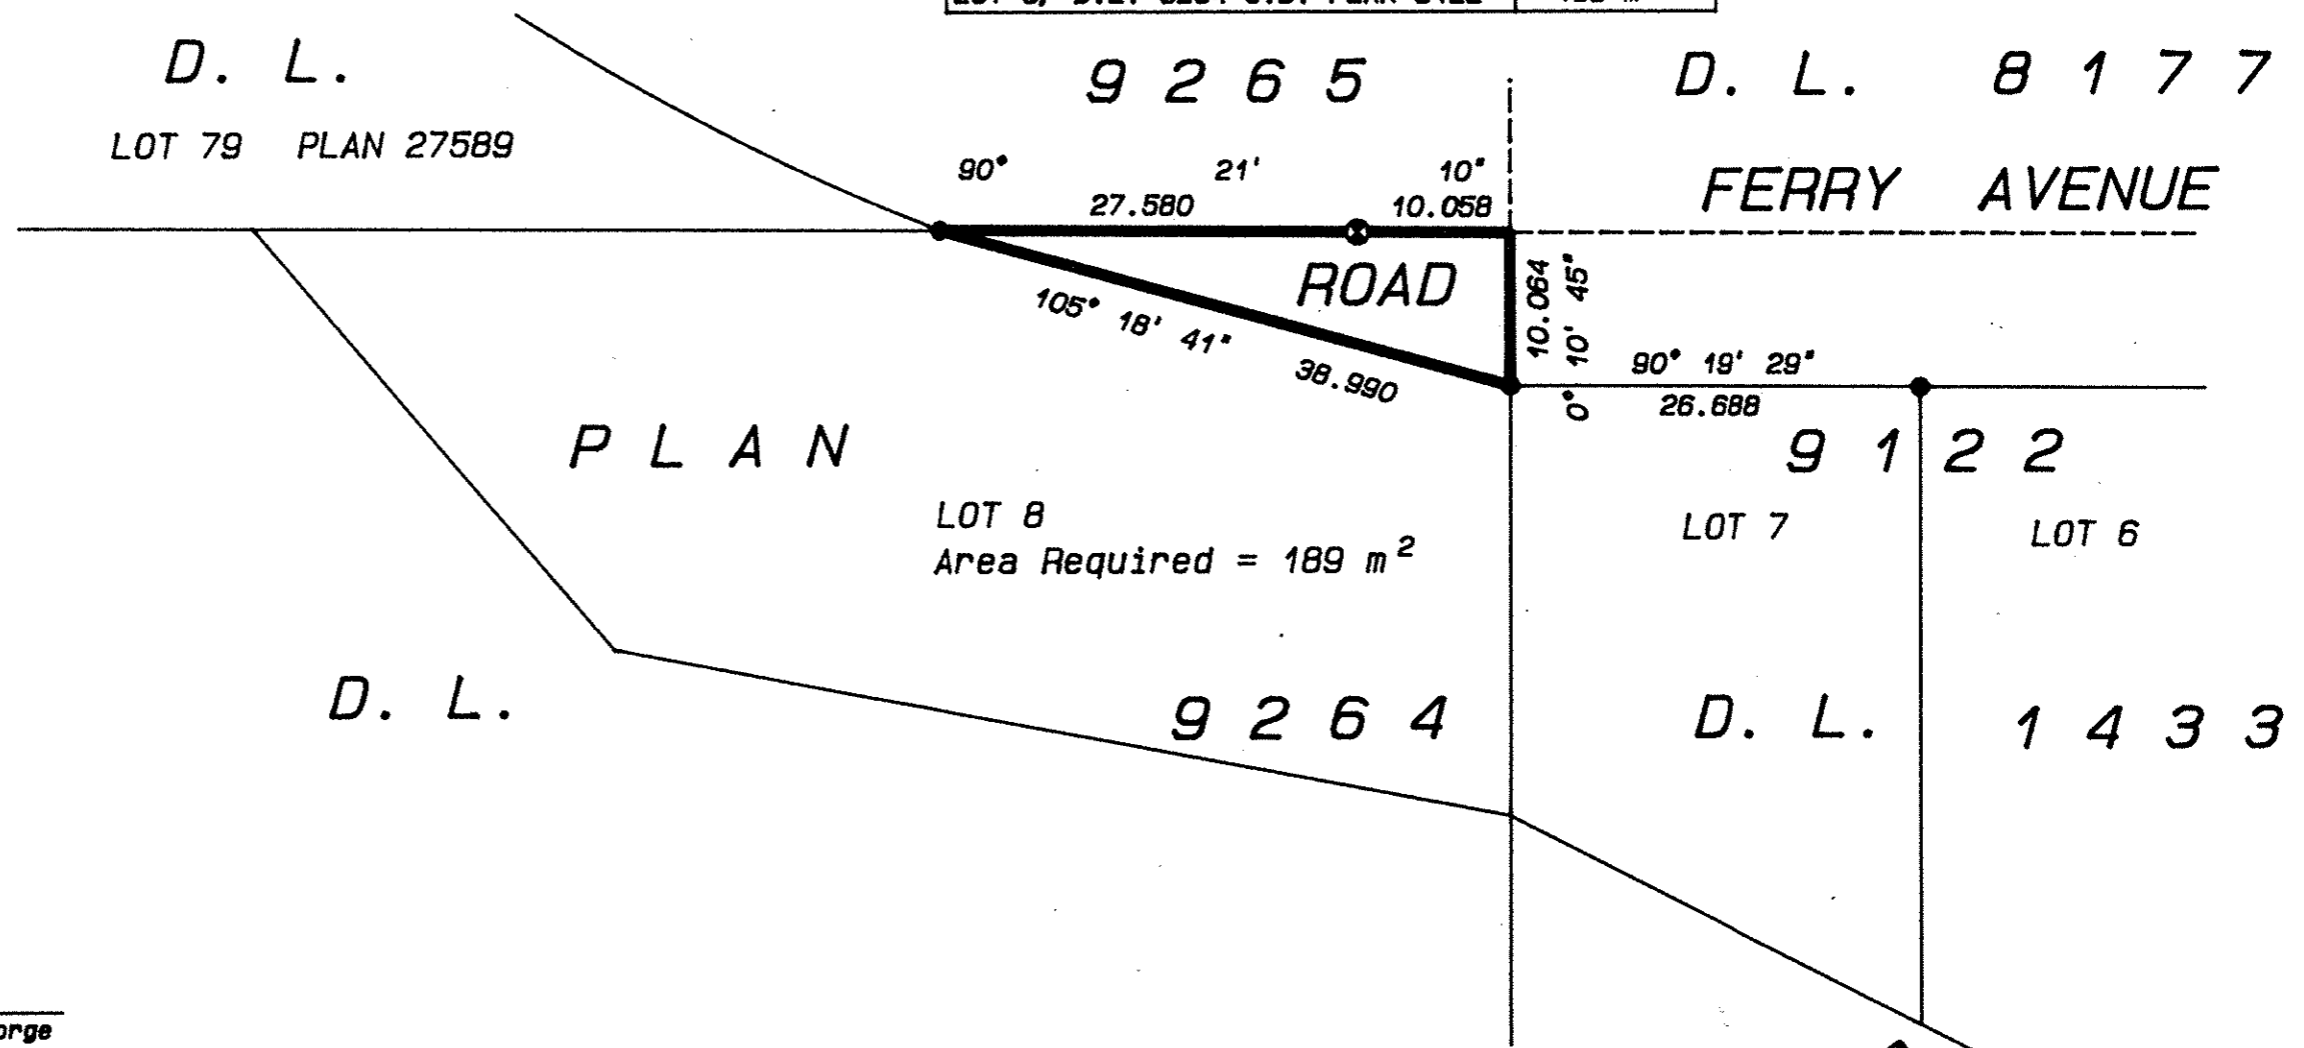 D. L.
9 2 6 5
D. L. 8 1 7 7
LOT 79 PLAN 27589
90° 21' 10"
27.580 10.058
FERRY AVENUE
ROAD
10.064
0° 10' 45"
105° 18' 41" 38.990
90° 19' 29"
26.688
P L A N
9 1 2 2
LOT 8
Area Required = 189 m²
LOT 7
LOT 6
D. L.
9 2 6 4
D. L. 1 4 3 3
orge